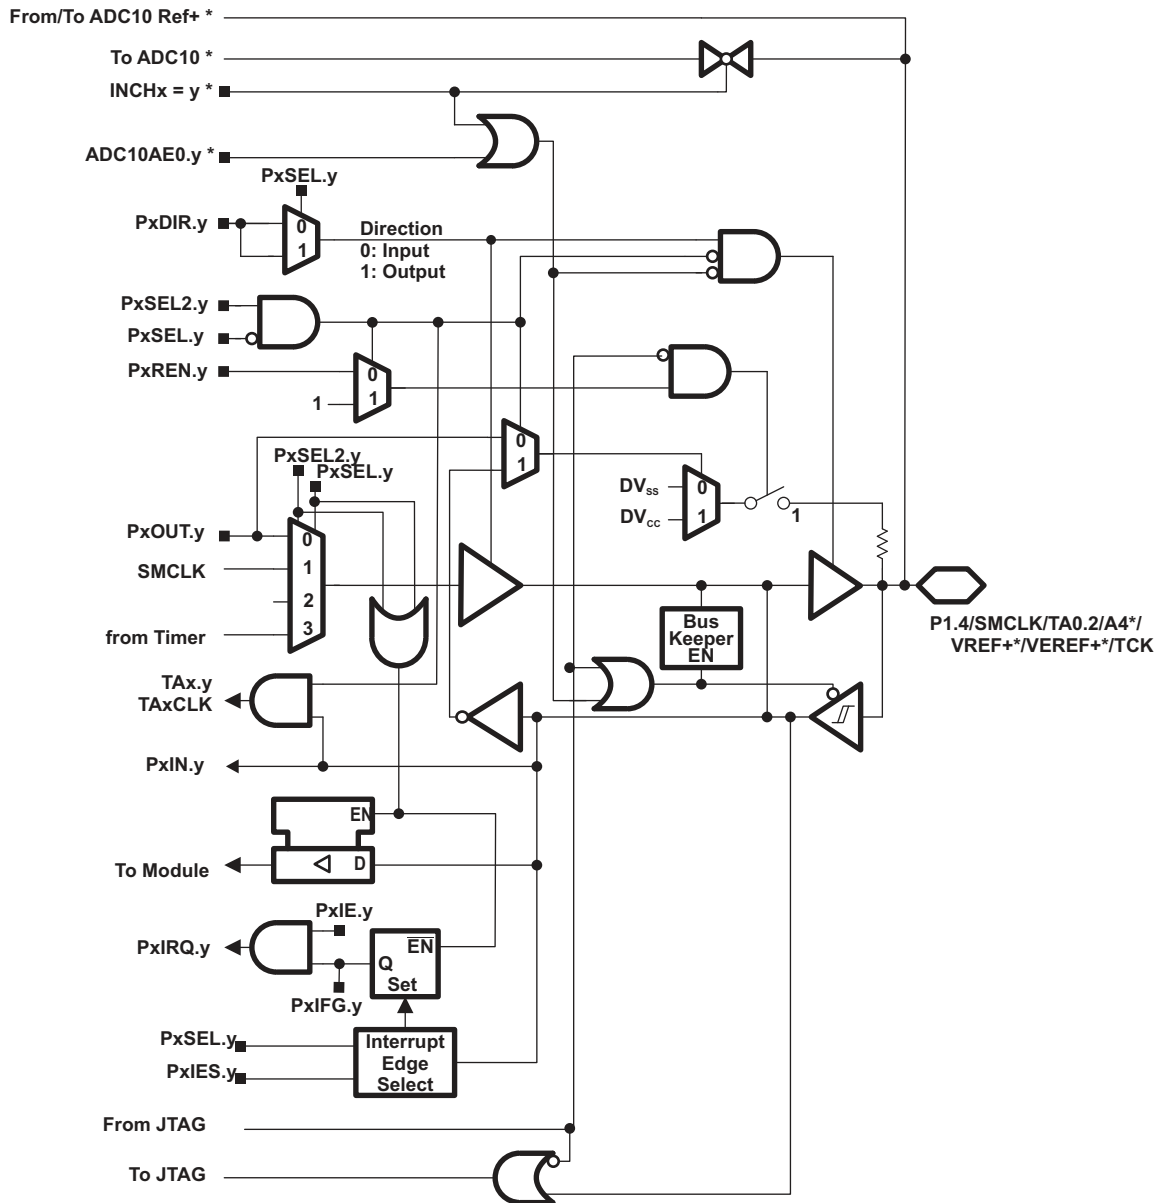 From/To ADC10 Ref+ *
To ADC10 *
INCHx = y *
ADC10AE0.y *
PxSEL.y
PxDIR.y
0
1
Direction
0: Input
1: Output
PxSEL2.y
PxSEL.y
PxREN.y
0
1
1
0
1
PxSEL2.y
PxSEL.y
DVSS
0
DVCC
1
1
PxOUT.y
0
SMCLK
1
2
from Timer
3
Bus
Keeper
EN
P1.4/SMCLK/TA0.2/A4*/
VREF+*/VEREF+*/TCK
TAx.y
TAxCLK
PxIN.y
EN
To Module
D
PxIE.y
PxIRQ.y
EN
Q
Set
PxIFG.y
PxSEL.y
PxIES.y
Interrupt
Edge
Select
From JTAG
To JTAG